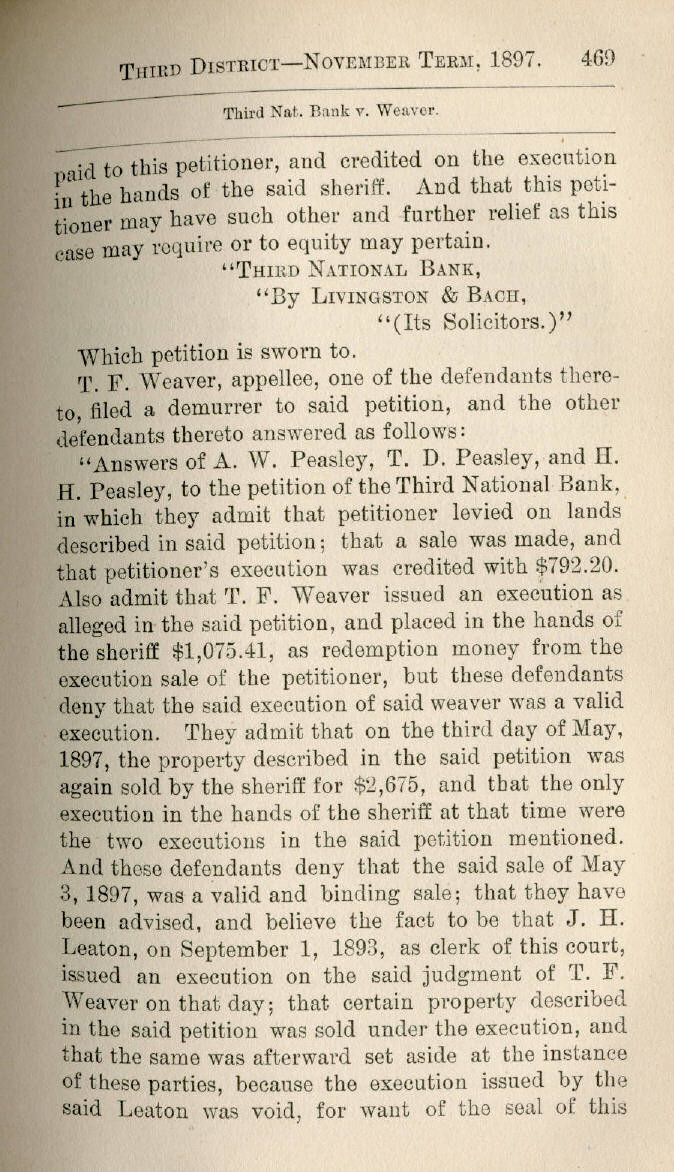 THIRD DISTRICT—NOVEMBER TERM, 1897. 469
Third Nat. Bank v. Weaver.
paid to this petitioner, and credited on the execution
in the hands of the said sheriff. And that this peti-
tioner may have such other and further relief as this
case may require or to equity may pertain.
“THIRD NATIONAL BANK,
“By LIVINGSTON & BACH,
“(Its Solicitors.)”
Which petition is sworn to.
T. F. Weaver, appellee, one of the defendants there-
to, filed a demurrer to said petition, and the other
defendants thereto answered as follows:
“Answers of A. W. Peasley, T. D. Peasley, and H.
H. Peasley, to the petition of the Third National Bank,
in which they admit that petitioner levied on lands
described in said petition; that a sale was made, and
that petitioner’s execution was credited with $792.20.
Also admit that T. F. Weaver issued an execution as
alleged in the said petition, and placed in the hands of
the sheriff $1,075.41, as redemption money from the
execution sale of the petitioner, but these defendants
deny that the said execution of said weaver was a valid
execution. They admit that on the third day of May,
1897, the property described in the said petition was
again sold by the sheriff for $2,675, and that the only
execution in the hands of the sheriff at that time were
the two executions in the said petition mentioned.
And these defendants deny that the said sale of May
3, 1897, was a valid and binding sale; that they have
been advised, and believe the fact to be that J. H.
Leaton, on September 1, 1893, as clerk of this court,
issued an execution on the said judgment of T. F.
Weaver on that day; that certain property described
in the said petition was sold under the execution, and
that the same was afterward set aside at the instance
of these parties, because the execution issued by the
said Leaton was void, for want of the seal of this